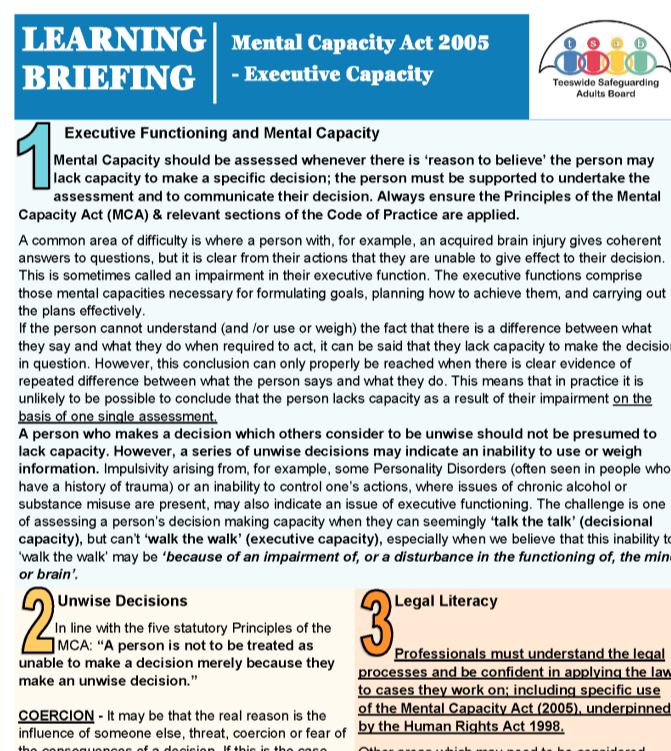 LEARNING
BRIEFING
Mental Capacity Act 2005
- Executive Capacity
t s a b
Teeswide Safeguarding
Adults Board
1
Executive Functioning and Mental Capacity
Mental Capacity should be assessed whenever there is ‘reason to believe’ the person may
lack capacity to make a specific decision; the person must be supported to undertake the
assessment and to communicate their decision. Always ensure the Principles of the Mental
Capacity Act (MCA) & relevant sections of the Code of Practice are applied.
A common area of difficulty is where a person with, for example, an acquired brain injury gives coherent
answers to questions, but it is clear from their actions that they are unable to give effect to their decision.
This is sometimes called an impairment in their executive function. The executive functions comprise
those mental capacities necessary for formulating goals, planning how to achieve them, and carrying out
the plans effectively.
If the person cannot understand (and /or use or weigh) the fact that there is a difference between what
they say and what they do when required to act, it can be said that they lack capacity to make the decisio
in question. However, this conclusion can only properly be reached when there is clear evidence of
repeated difference between what the person says and what they do. This means that in practice it is
unlikely to be possible to conclude that the person lacks capacity as a result of their impairment on the
basis of one single assessment.
A person who makes a decision which others consider to be unwise should not be presumed to
lack capacity. However, a series of unwise decisions may indicate an inability to use or weigh
information. Impulsivity arising from, for example, some Personality Disorders (often seen in people who
have a history of trauma) or an inability to control one’s actions, where issues of chronic alcohol or
substance misuse are present, may also indicate an issue of executive functioning. The challenge is one
of assessing a person’s decision making capacity when they can seemingly ‘talk the talk’ (decisional
capacity), but can’t ‘walk the walk’ (executive capacity), especially when we believe that this inability to
‘walk the walk’ may be ‘because of an impairment of, or a disturbance in the functioning of, the min
or brain’.
2
Unwise Decisions
In line with the five statutory Principles of the
MCA: “A person is not to be treated as
unable to make a decision merely because they
make an unwise decision.”
COERCION - It may be that the real reason is the
influence of someone else, threat, coercion or fear of
the consequences of a decision. If this is the case
3
Legal Literacy
Professionals must understand the legal
processes and be confident in applying the law
to cases they work on; including specific use
of the Mental Capacity Act (2005), underpinned
by the Human Rights Act 1998.
Other areas which may need to be considered